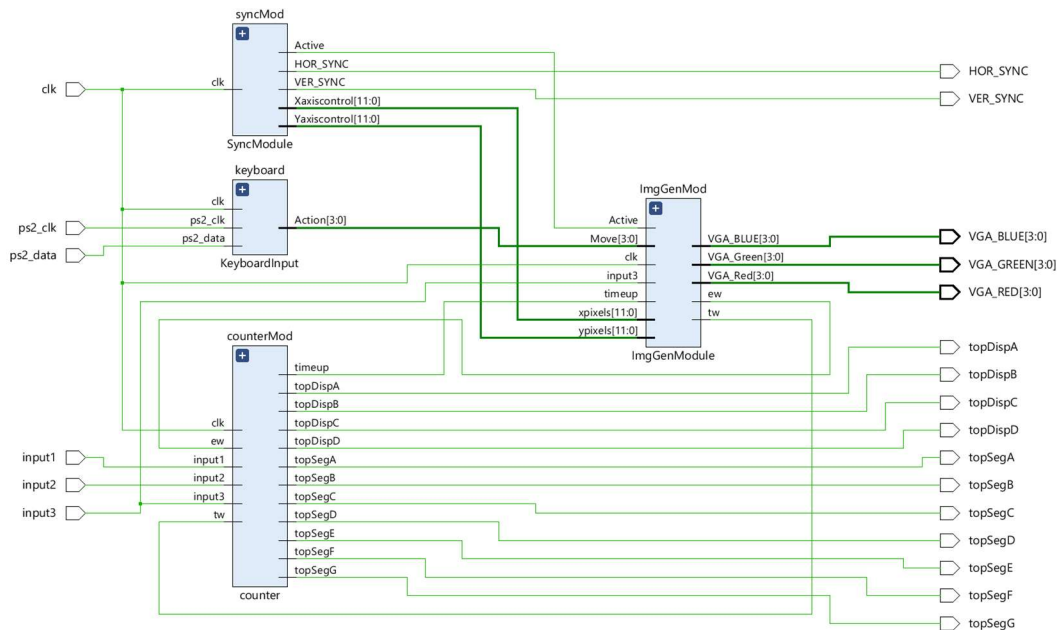 syncMod
clk
Active
HOR_SYNC
VER_SYNC
Xaxiscontrol[11:0]
Yaxiscontrol[11:0]
SyncModule
clk
HOR_SYNC
VER_SYNC
keyboard
clk
ps2_clk
ps2_data
Action[3:0]
KeyboardInput
ps2_clk
ps2_data
ImgGenMod
Active
Move[3:0]
clk
input3
timeup
xpixels[11:0]
ypixels[11:0]
VGA_BLUE[3:0]
VGA_Green[3:0]
VGA_Red[3:0]
ew
tw
ImgGenModule
VGA_BLUE[3:0]
VGA_GREEN[3:0]
VGA_RED[3:0]
counterMod
clk
ew
input1
input2
input3
tw
timeup
topDispA
topDispB
topDispC
topDispD
topSegA
topSegB
topSegC
topSegD
topSegE
topSegF
topSegG
counter
input1
input2
input3
topDispA
topDispB
topDispC
topDispD
topSegA
topSegB
topSegC
topSegD
topSegE
topSegF
topSegG